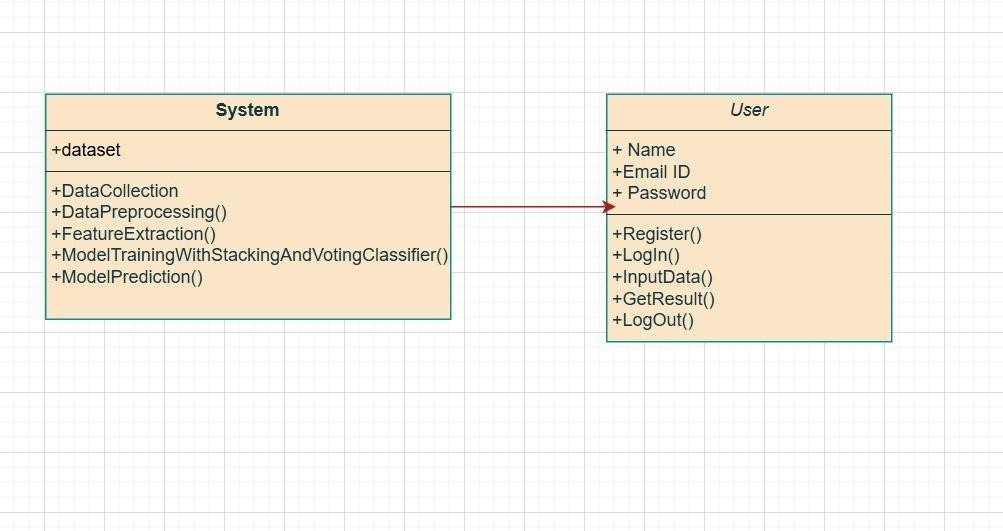 System
+dataset
+DataCollection
+DataPreprocessing()
+FeatureExtraction()
+ModelTrainingWithStackingAndVotingClassifier()
+ModelPrediction()
User
+ Name
+Email ID
+ Password
+Register()
+LogIn()
+InputData()
+GetResult()
+LogOut()